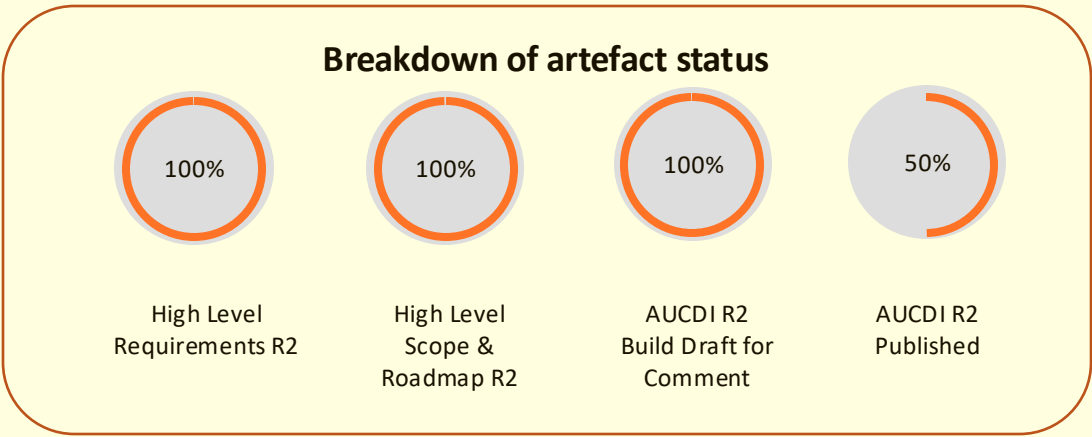 Breakdown of artefact status
100%
100%
100%
50%
High Level
Requirements R2
High Level
Scope &
Roadmap R2
AUCDI R2
Build Draft for
Comment
AUCDI R2
Published